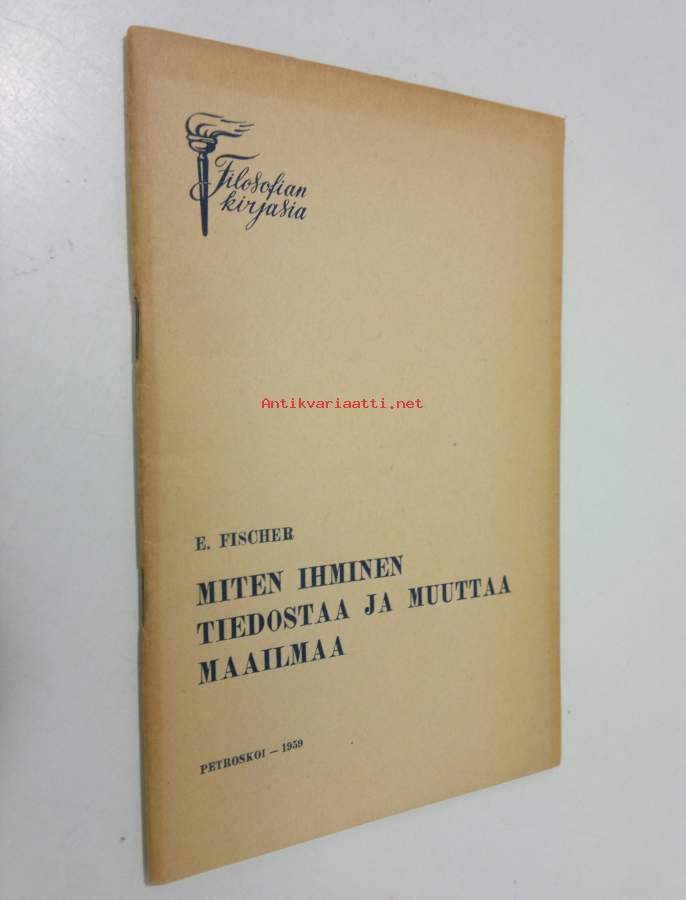 Filosofian
kirjasia
Antikvariaatti.net
E. FISCHER
MITEN IHMINEN
TIEDOSTAA JA MUUTTAA
MAAILMAA
PETROSKOI — 1959